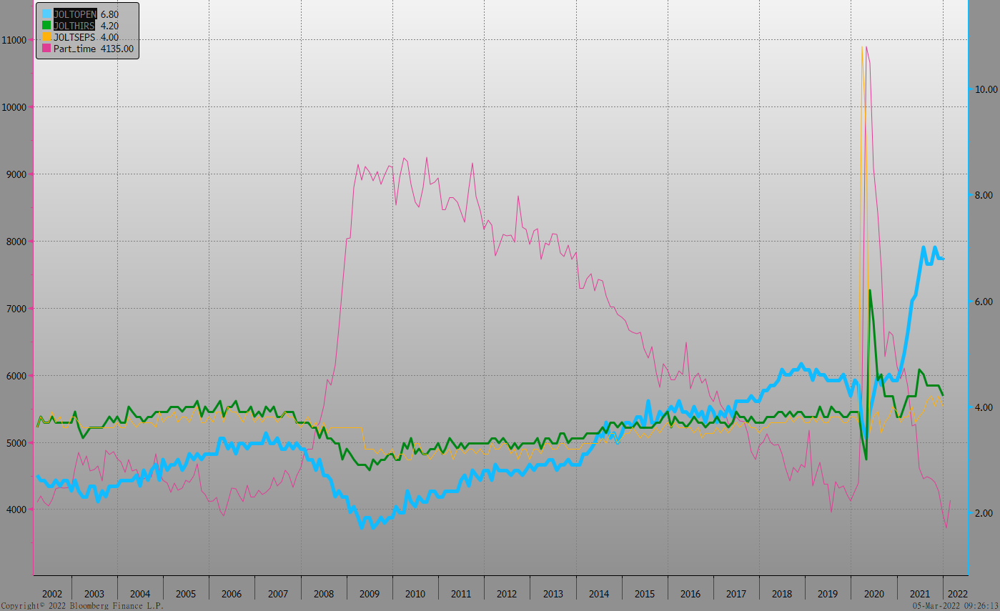 JOLTOPEN 6.80
JOLTHIRS 4.20
JOLTSEPS 4.00
Part_time 4135.00
11000
10000
9000
8000
7000
6000
5000
4000
10.00
8.00
6.00
4.00
2.00
2002 2003 2004 2005 2006 2007 2008 2009 2010 2011 2012 2013 2014 2015 2016 2017 2018 2019 2020 2021 2022
Copyright© 2022 Bloomberg Finance L.P. 05-Mar-2022 09:26:13